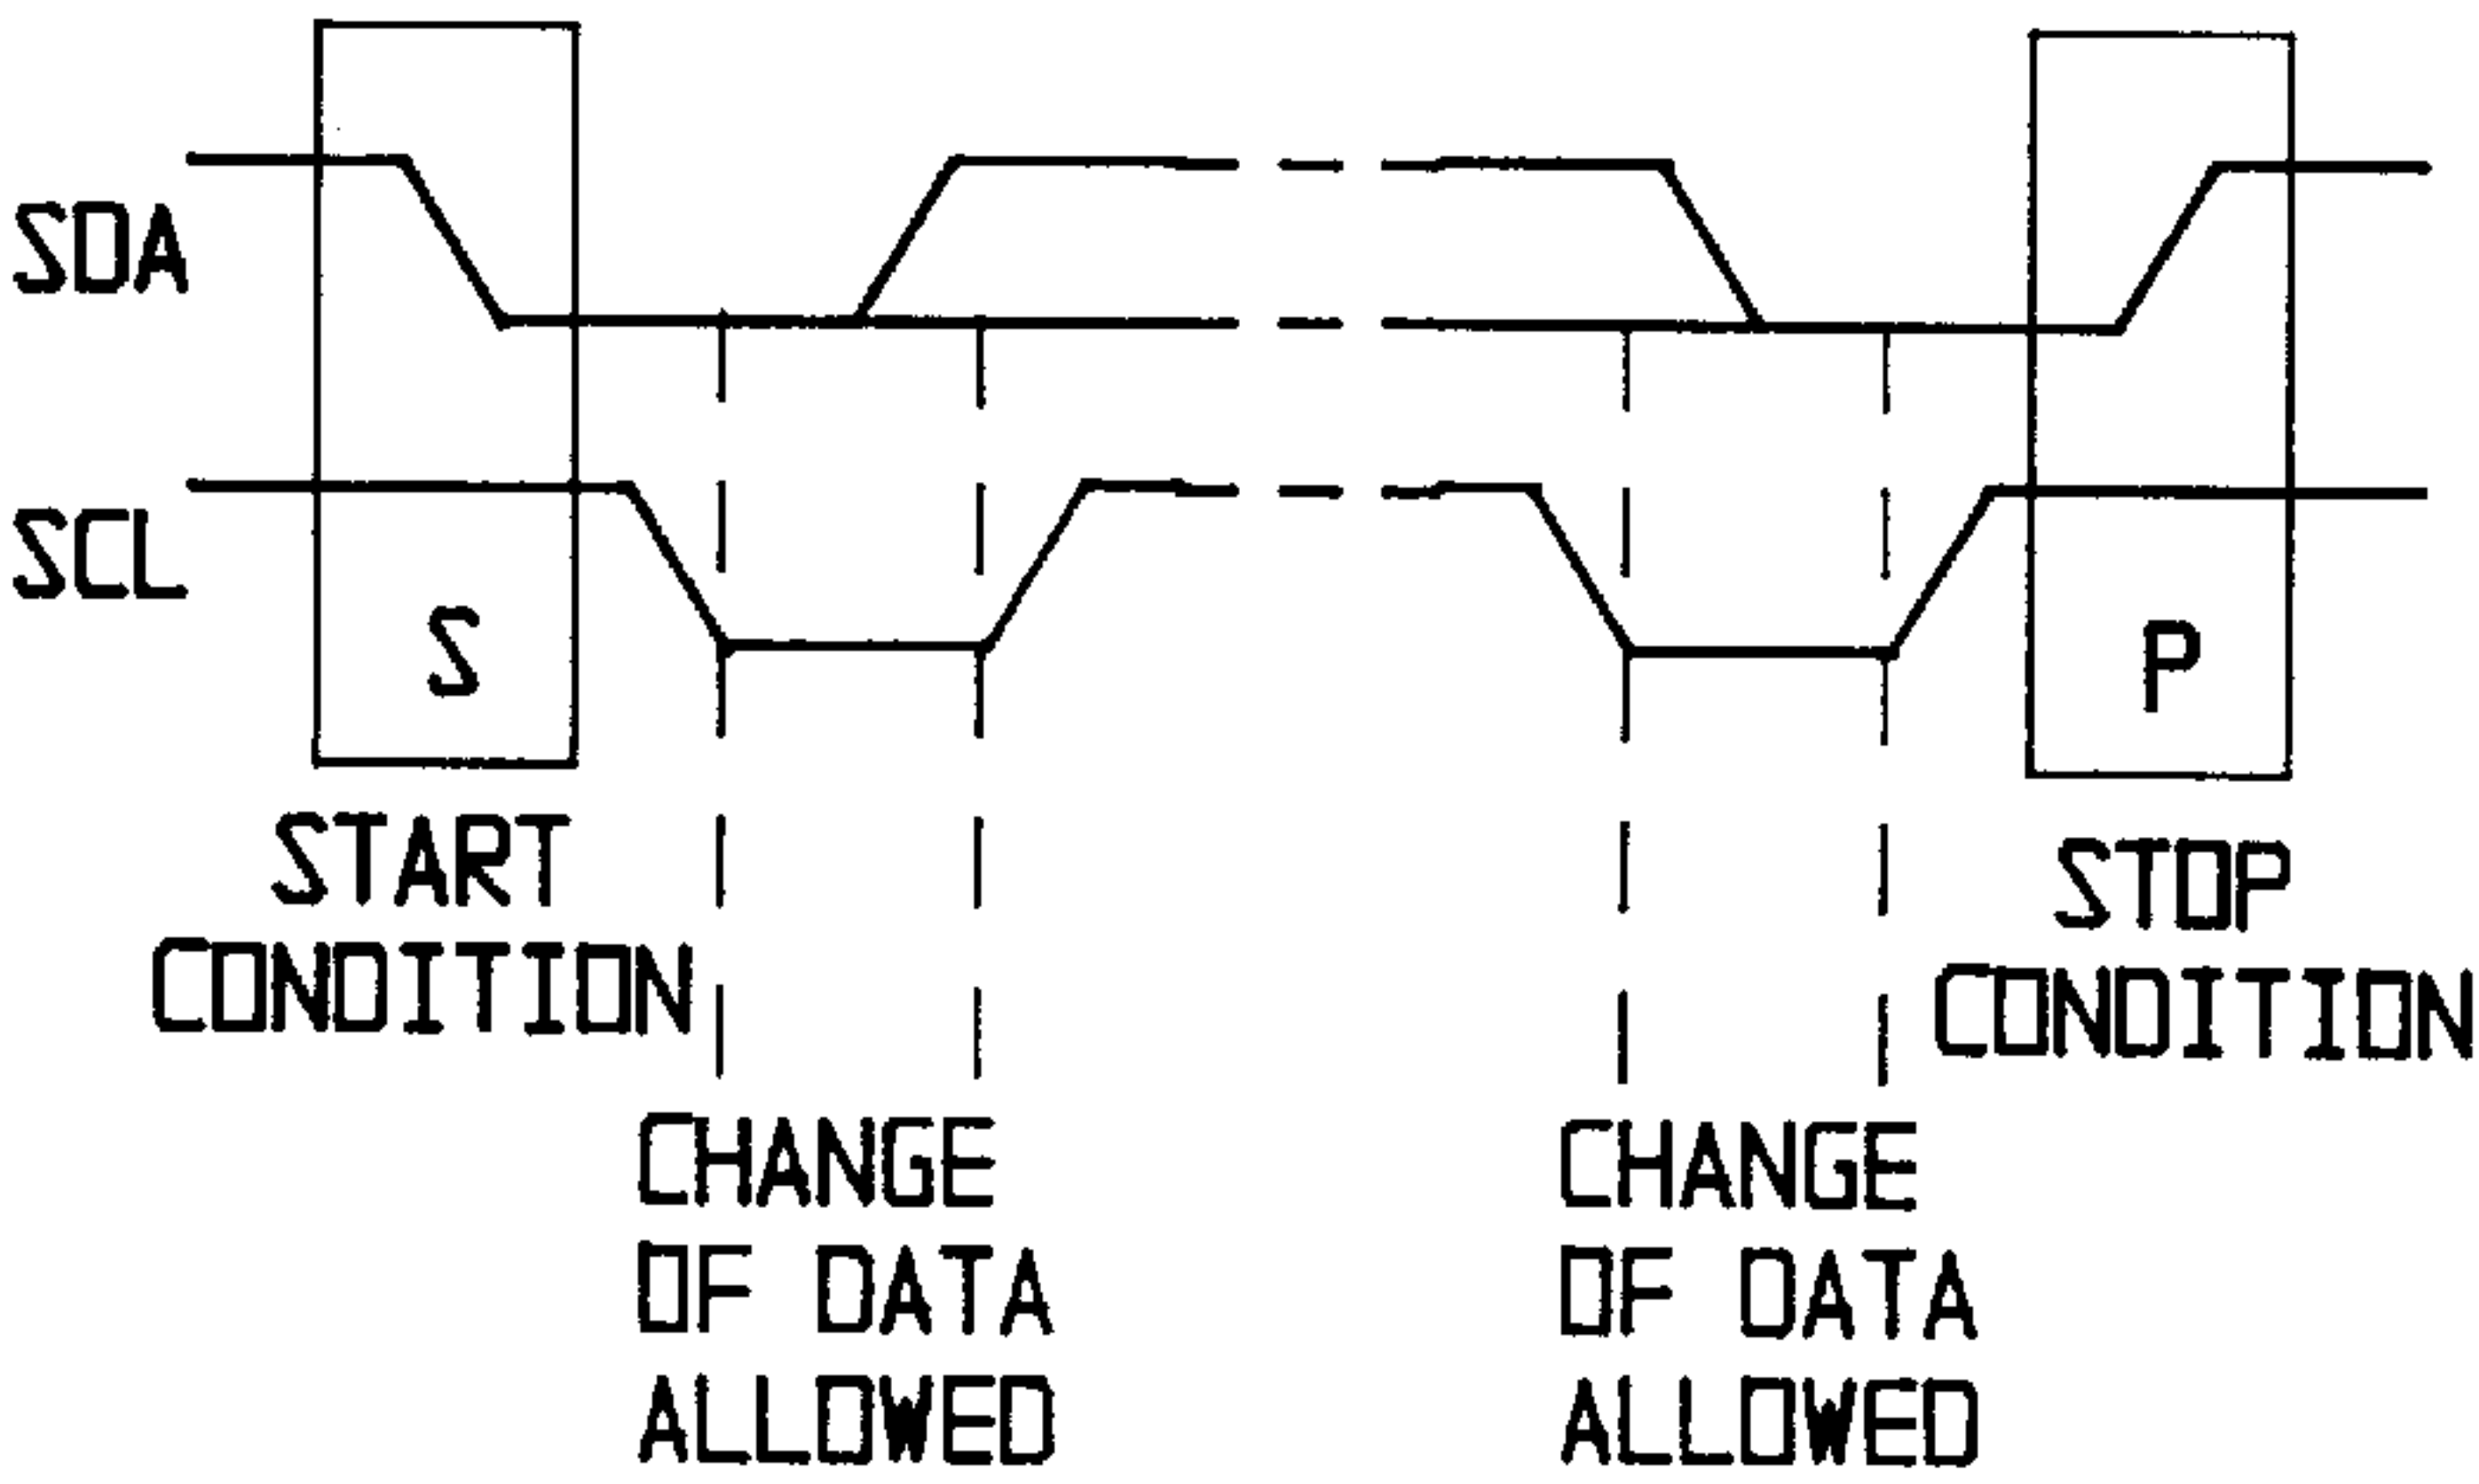 SDA
SCL
S
P
START
CONDITION
STOP
CONDITION
CHANGE
OF DATA
ALLOWED
CHANGE
OF DATA
ALLOWED